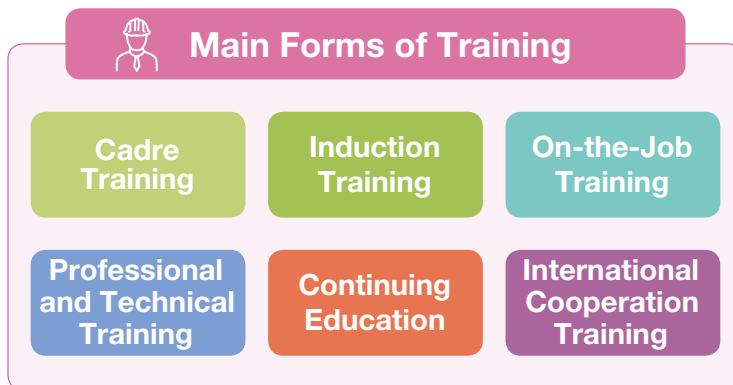 Main Forms of Training
Cadre
Training
Induction
Training
On-the-Job
Training
Professional
and Technical
Training
Continuing
Education
International
Cooperation
Training